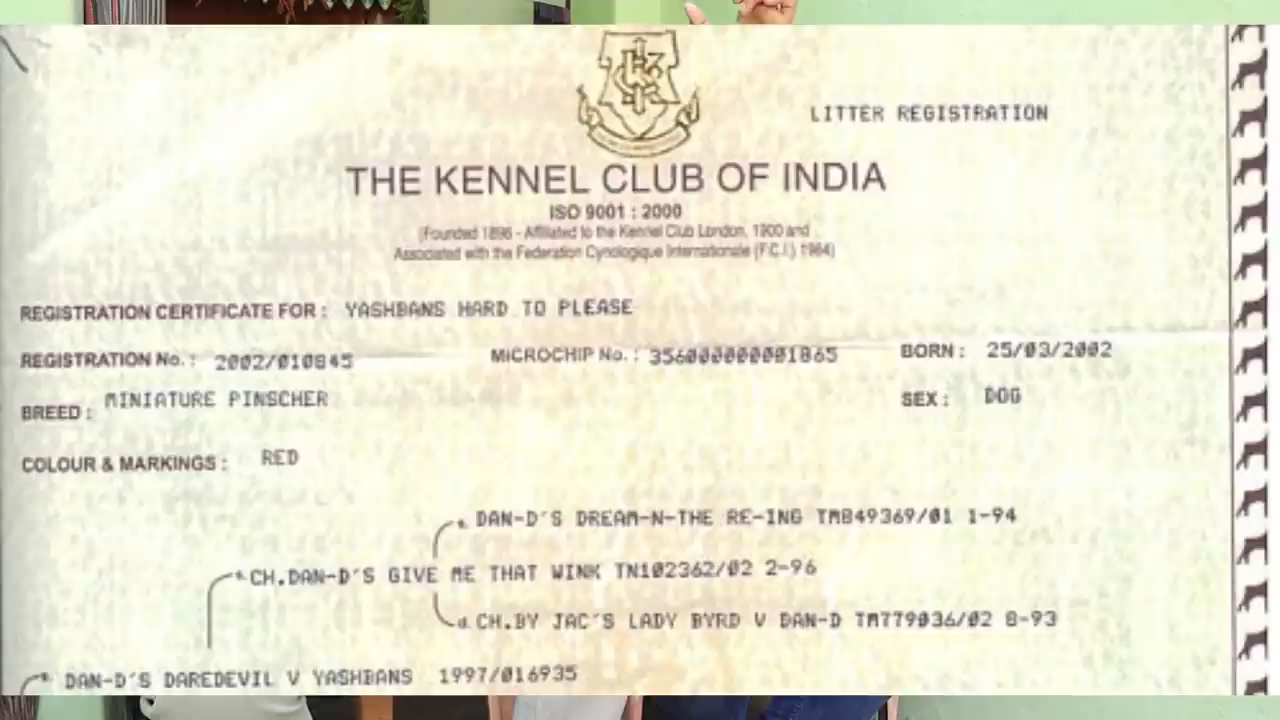 LITTER REGISTRATION
THE KENNEL CLUB OF INDIA
ISO 9001 : 2000
(Founded 1896 - Affiliated to the Kennel Club London, 1900 and
Associated with the Federation Cynologique Internationale (F.C.I.) 1964)
REGISTRATION CERTIFICATE FOR : YASHBANS HARD TO PLEASE
REGISTRATION No. : 2002/010845 MICROCHIP No. : 356000000001865 BORN : 25/03/2002
BREED : MINIATURE PINSCHER SEX : DOG
COLOUR & MARKINGS : RED
DAN-D'S DREAM-N-THE RE-ING TM849369/01 1-94
CH.DAN-D'S GIVE ME THAT WINK TN102362/02 2-96
CH.BY JAC'S LADY BYRD V DAN-D TM779036/02 8-93
DAN-D'S DAREDEVIL V YASHBANS 1997/016935